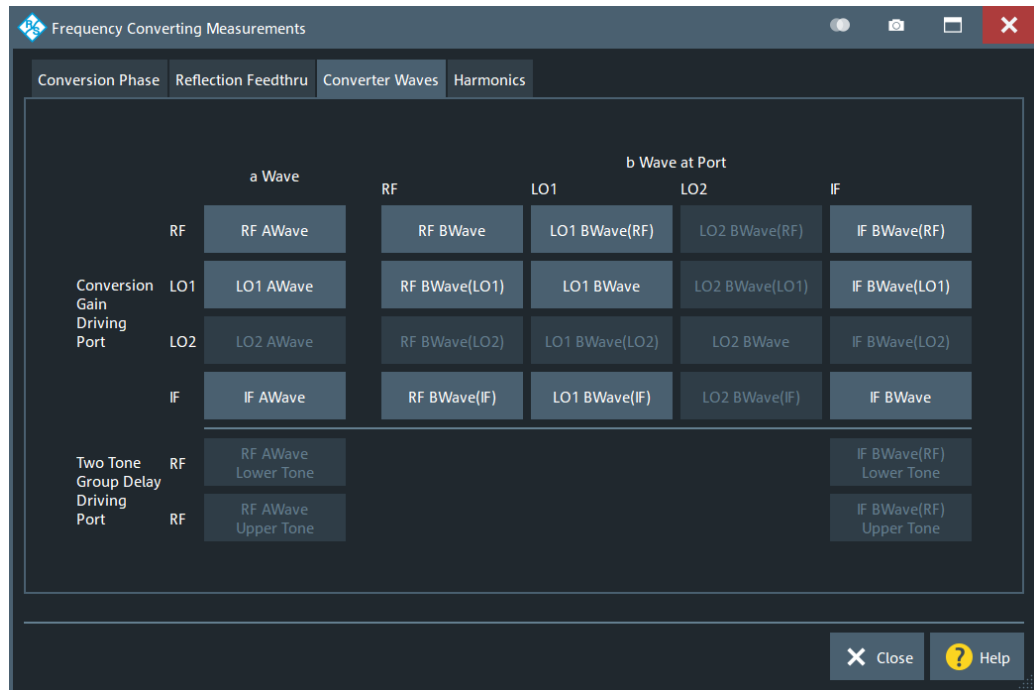 Frequency Converting Measurements
Conversion Phase Reflection Feedthru Converter Waves Harmonics
b Wave at Port
a Wave
RF LO1 LO2 IF
RF RF AWave RF BWave LO1 BWave(RF) LO2 BWave(RF) IF BWave(RF)
Conversion LO1 LO1 AWave RF BWave(LO1) LO1 BWave LO2 BWave(LO1) IF BWave(LO1)
Gain
Driving
Port LO2 LO2 AWave RF BWave(LO2) LO1 BWave(LO2) LO2 BWave IF BWave(LO2)
IF IF AWave RF BWave(IF) LO1 BWave(IF) LO2 BWave(IF) IF BWave
Two Tone RF RF AWave IF BWave(RF)
Group Delay Lower Tone Lower Tone
Driving RF AWave IF BWave(RF)
Port RF Upper Tone Upper Tone
Close ? Help